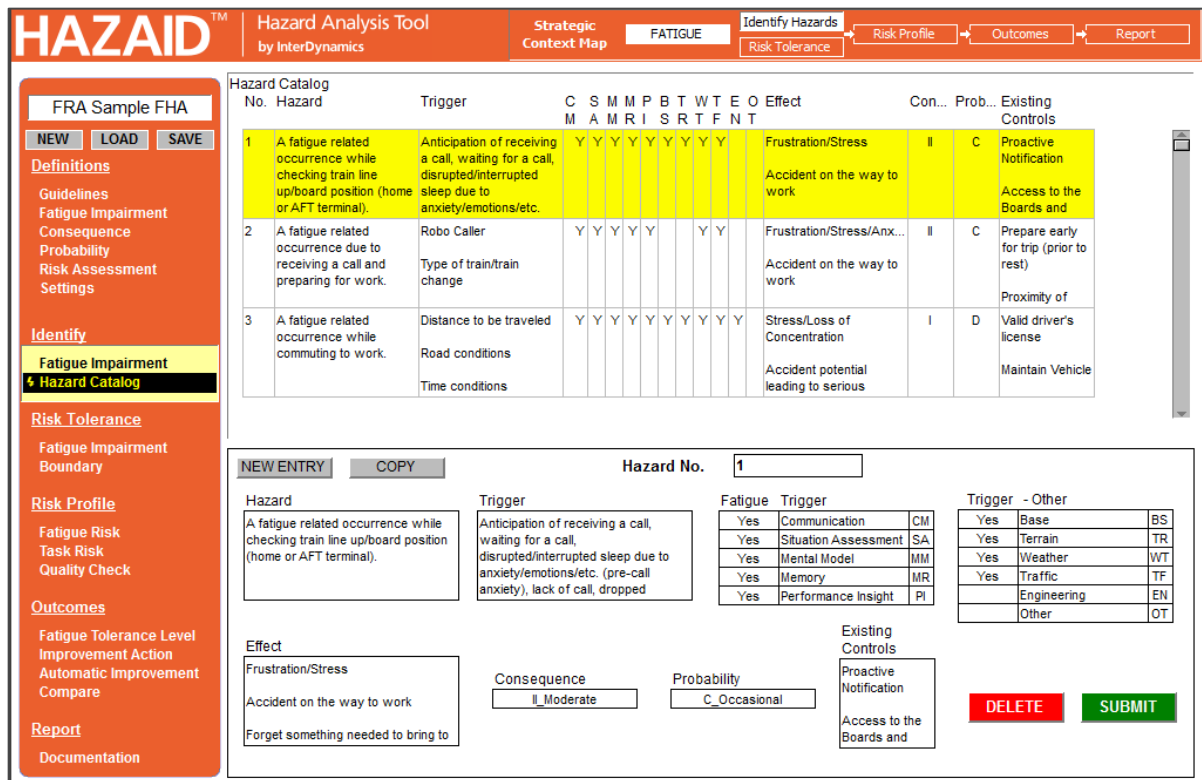 HAZAID™
Hazard Analysis Tool
by InterDynamics
Strategic
Context Map
FATIGUE
Identify Hazards
Risk Tolerance
Risk Profile
Outcomes
Report
FRA Sample FHA
NEW LOAD SAVE
Definitions
Guidelines
Fatigue Impairment
Consequence
Probability
Risk Assessment
Settings
Identify
Fatigue Impairment
Hazard Catalog
Risk Tolerance
Fatigue Impairment
Boundary
Risk Profile
Fatigue Risk
Task Risk
Quality Check
Outcomes
Fatigue Tolerance Level
Improvement Action
Automatic Improvement
Compare
Report
Documentation
Hazard Catalog
No. Hazard Trigger C S M M P B T W T E O Effect Con... Prob... Existing
M A M R I S R T F N T Controls
1 A fatigue related Anticipation of receiving Y Y Y Y Y Y Y Y Y Frustration/Stress II C Proactive
occurrence while a call, waiting for a call, Notification
checking train line disrupted/interrupted Accident on the way to
up/board position (home sleep due to work Access to the
or AFT terminal). anxiety/emotions/etc. Boards and
2 A fatigue related Robo Caller Y Y Y Y Y Y Y Frustration/Stress/Anx... II C Prepare early
occurrence due to for trip (prior to
receiving a call and Type of train/train Accident on the way to rest)
preparing for work. change work
Proximity of
3 A fatigue related Distance to be traveled Y Y Y Y Y Y Y Y Y Y Stress/Loss of I D Valid driver's
occurrence while Concentration license
commuting to work. Road conditions
Accident potential Maintain Vehicle
Time conditions leading to serious
NEW ENTRY COPY Hazard No. 1
Hazard
A fatigue related occurrence while
checking train line up/board position
(home or AFT terminal).
Trigger
Anticipation of receiving a call,
waiting for a call,
disrupted/interrupted sleep due to
anxiety/emotions/etc. (pre-call
anxiety), lack of call, dropped
Fatigue Trigger
Yes Communication CM
Yes Situation Assessment SA
Yes Mental Model MM
Yes Memory MR
Yes Performance Insight PI
Trigger - Other
Yes Base BS
Yes Terrain TR
Yes Weather WT
Yes Traffic TF
Engineering EN
Other OT
Effect
Frustration/Stress
Accident on the way to work
Forget something needed to bring to
Consequence
II_Moderate
Probability
C_Occasional
Existing
Controls
Proactive
Notification
Access to the
Boards and
DELETE SUBMIT